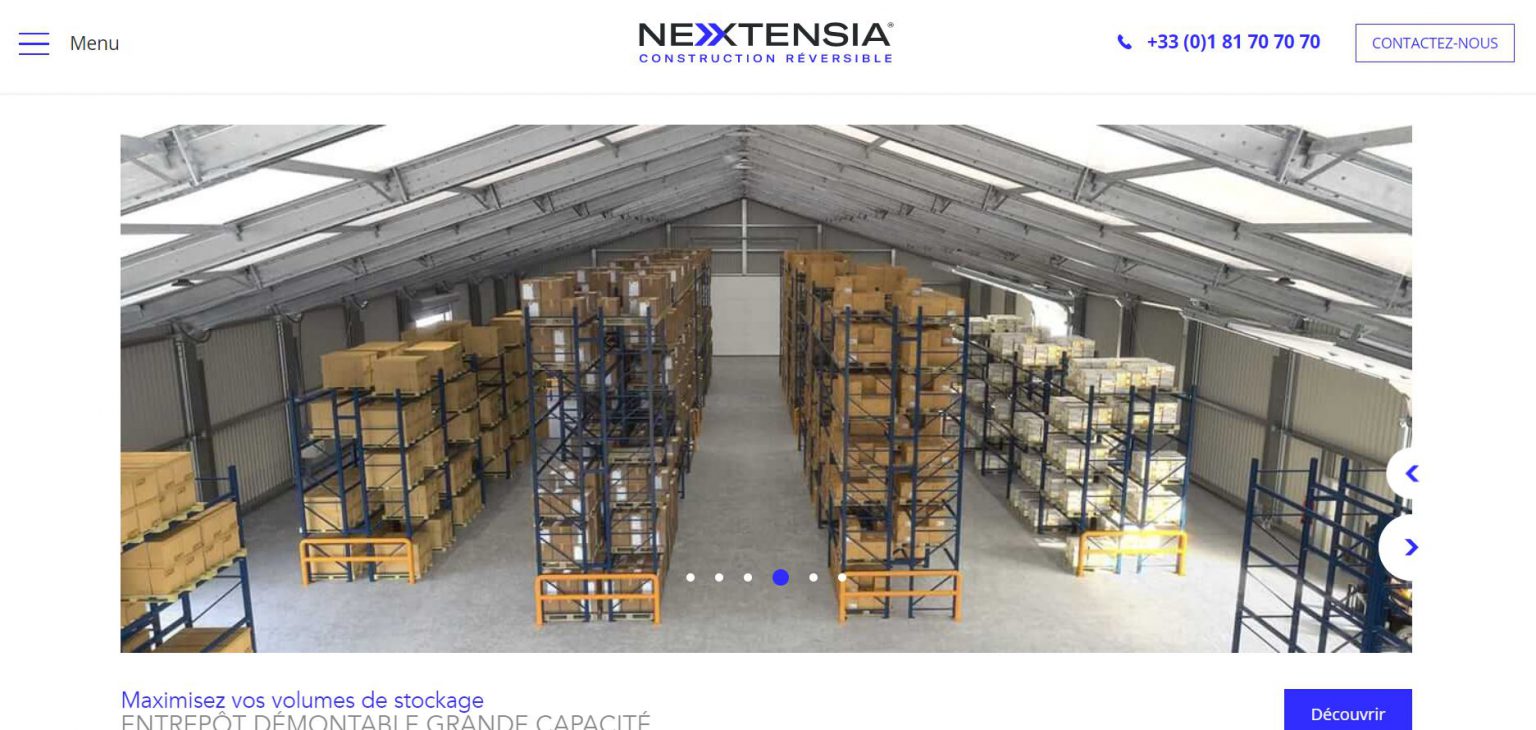 Menu
NEXTENSIA®
CONSTRUCTION RÉVERSIBLE
+33 (0)1 81 70 70 70
CONTACTEZ-NOUS
Maximisez vos volumes de stockage
ENTREPÔT DÉMONTABLE GRANDE CAPACITÉ
Découvrir